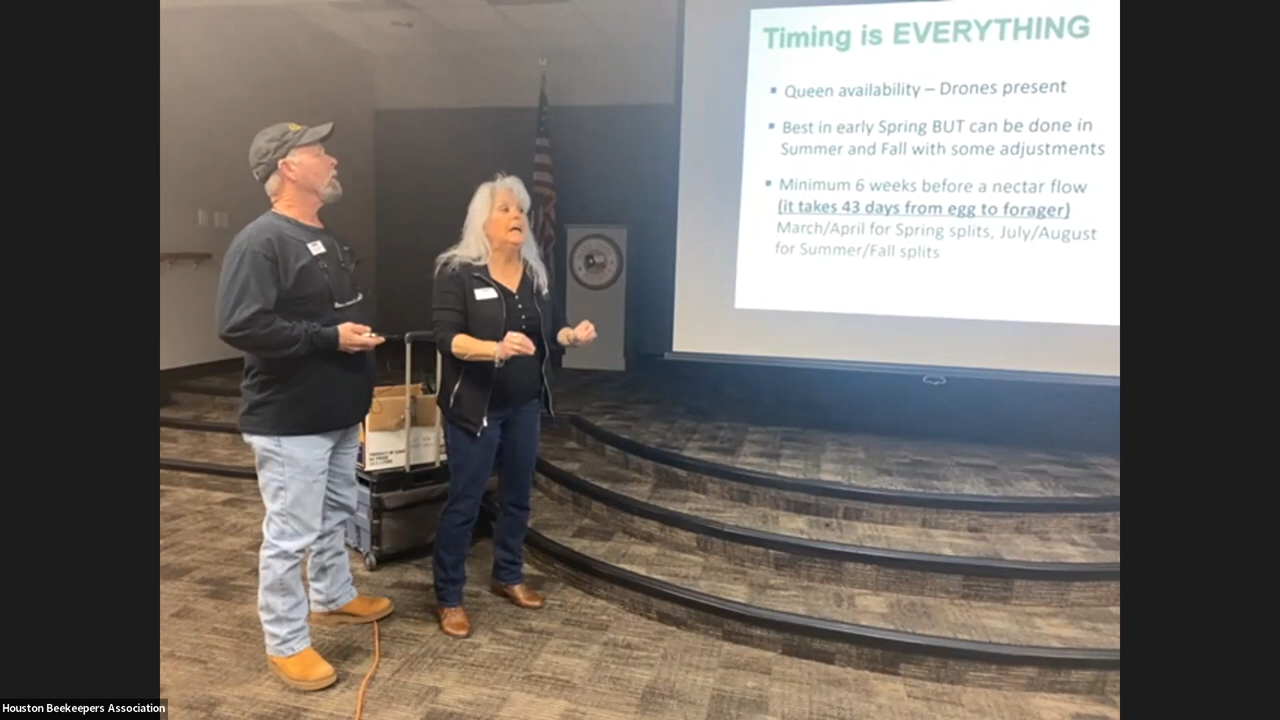 Timing is EVERYTHING
▪ Queen availability – Drones present
▪ Best in early Spring BUT can be done in
Summer and Fall with some adjustments
▪ Minimum 6 weeks before a nectar flow
(it takes 43 days from egg to forager)
March/April for Spring splits, July/August
for Summer/Fall splits
Houston Beekeepers Association